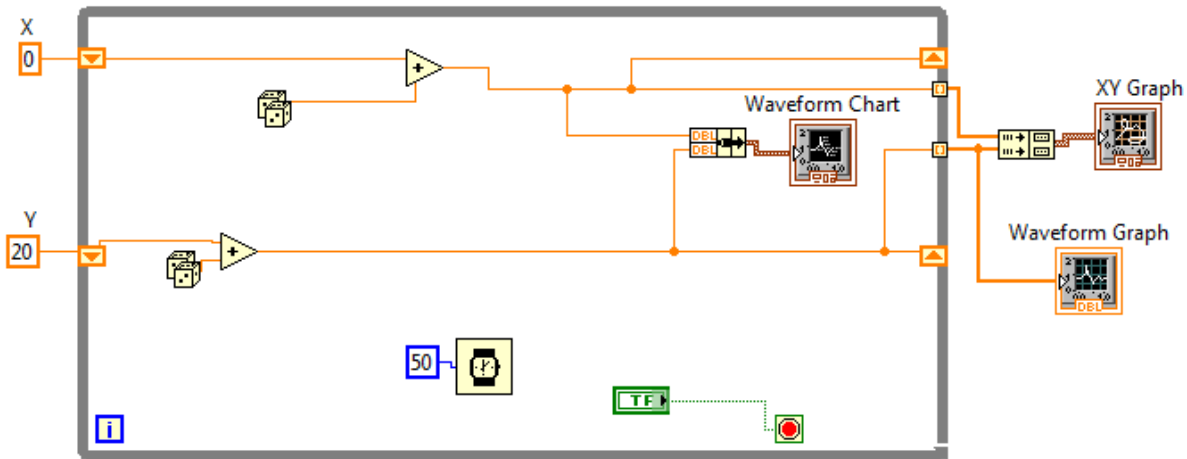 X
0
Waveform Chart
XY Graph
DBL
DBL
Y
20
Waveform Graph
DBL
50
TF
i